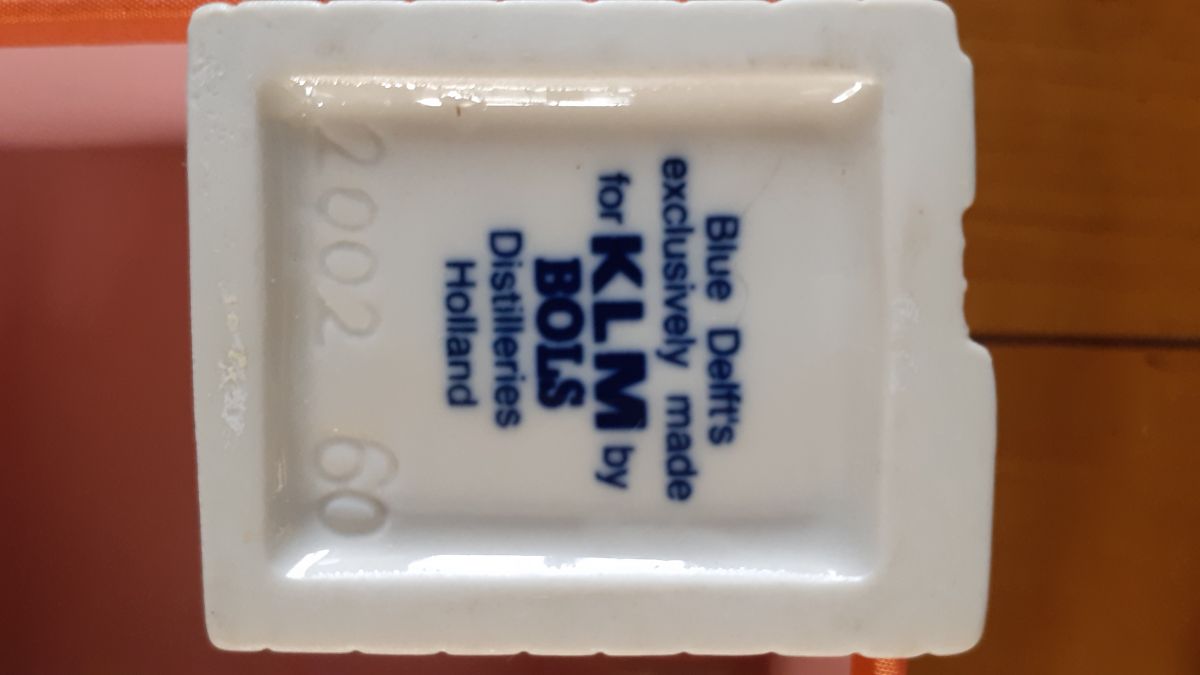 Blue Delft's
exclusively made
for KLM by
BOLS
Distilleries
Holland
2002 60